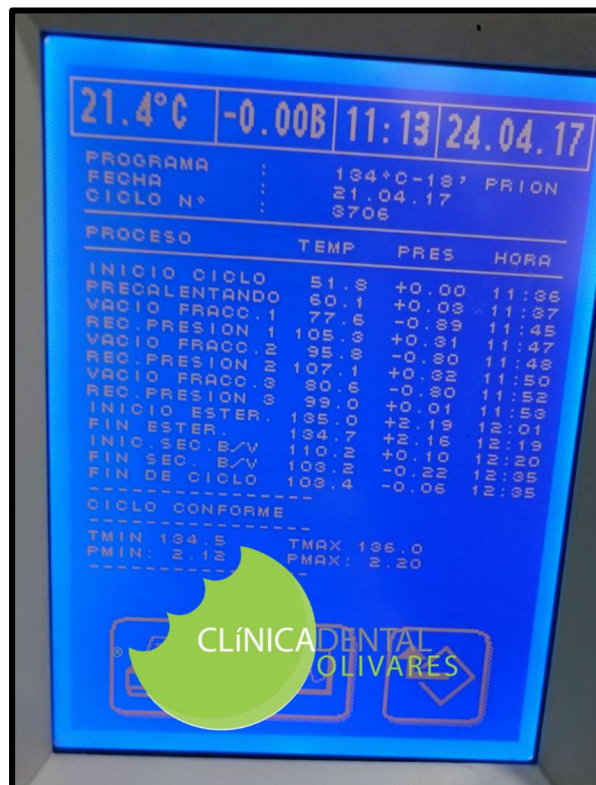 21.4°C -0.00B 11:13 24.04.17
PROGRAMA : 134°C-18' PRION
FECHA : 21.04.17
CICLO Nº : 3706
PROCESO TEMP PRES HORA
INICIO CICLO 51.8 +0.00 11:36
PRECALENTANDO 60.1 +0.03 11:37
VACIO FRACC.1 77.6 -0.89 11:45
REC.PRESION 1 105.3 +0.31 11:47
VACIO FRACC.2 95.8 -0.80 11:48
REC.PRESION 2 107.1 +0.32 11:50
VACIO FRACC.3 80.6 -0.80 11:52
REC.PRESION 3 99.0 +0.01 11:53
INICIO ESTER. 135.0 +2.19 12:01
FIN ESTER. 134.7 +2.16 12:19
INIC.SEC.B/V 110.2 +0.10 12:20
FIN SEC. B/V 103.2 -0.22 12:35
FIN DE CICLO 103.4 -0.06 12:35
CICLO CONFORME
TMIN 134.5 TMAX 136.0
PMIN: 2.12 PMAX: 2.20
CLíNICADENTAL
OLIVARES
®